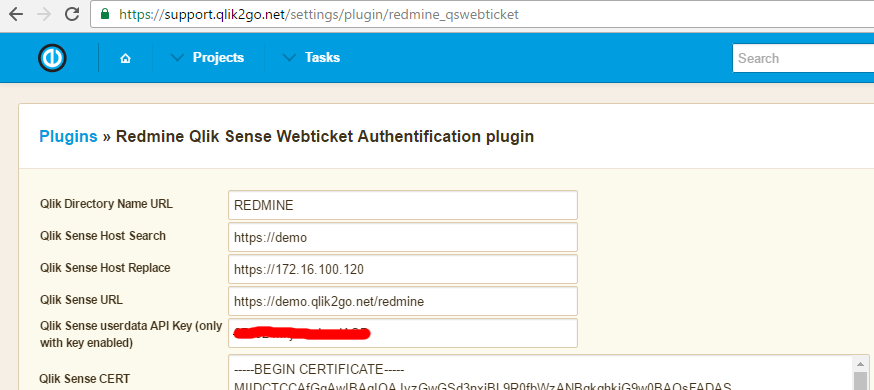 https://support.qlik2go.net/settings/plugin/redmine_qswebticket
Projects
Tasks
Search
Plugins » Redmine Qlik Sense Webticket Authentification plugin
Qlik Directory Name URL
REDMINE
Qlik Sense Host Search
https://demo
Qlik Sense Host Replace
https://172.16.100.120
Qlik Sense URL
https://demo.qlik2go.net/redmine
Qlik Sense userdata API Key (only
with key enabled)
Qlik Sense CERT
-----BEGIN CERTIFICATE-----